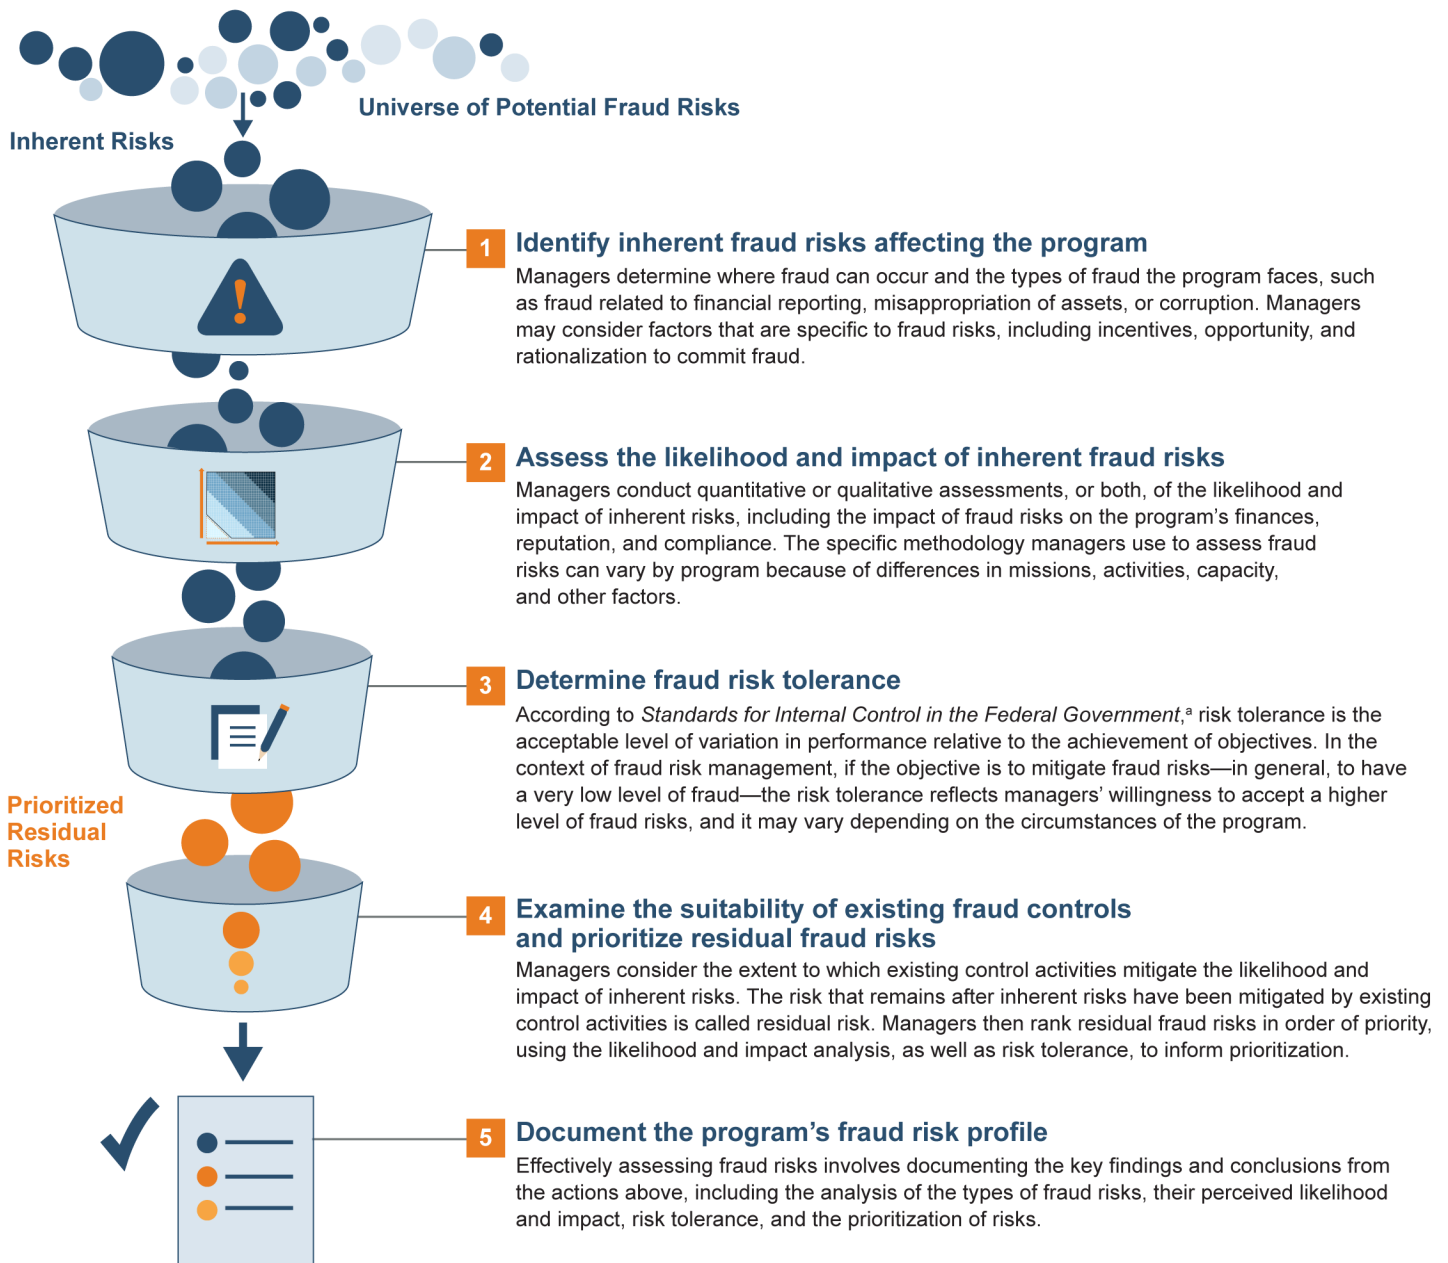 Universe of Potential Fraud Risks
Inherent Risks
1
Identify inherent fraud risks affecting the program
Managers determine where fraud can occur and the types of fraud the program faces, such
as fraud related to financial reporting, misappropriation of assets, or corruption. Managers
may consider factors that are specific to fraud risks, including incentives, opportunity, and
rationalization to commit fraud.
2
Assess the likelihood and impact of inherent fraud risks
Managers conduct quantitative or qualitative assessments, or both, of the likelihood and
impact of inherent risks, including the impact of fraud risks on the program’s finances,
reputation, and compliance. The specific methodology managers use to assess fraud
risks can vary by program because of differences in missions, activities, capacity,
and other factors.
3
Determine fraud risk tolerance
According to Standards for Internal Control in the Federal Government,ᵃ risk tolerance is the
acceptable level of variation in performance relative to the achievement of objectives. In the
context of fraud risk management, if the objective is to mitigate fraud risks—in general, to have
a very low level of fraud—the risk tolerance reflects managers’ willingness to accept a higher
level of fraud risks, and it may vary depending on the circumstances of the program.
Prioritized
Residual
Risks
4
Examine the suitability of existing fraud controls
and prioritize residual fraud risks
Managers consider the extent to which existing control activities mitigate the likelihood and
impact of inherent risks. The risk that remains after inherent risks have been mitigated by existing
control activities is called residual risk. Managers then rank residual fraud risks in order of priority,
using the likelihood and impact analysis, as well as risk tolerance, to inform prioritization.
5
Document the program’s fraud risk profile
Effectively assessing fraud risks involves documenting the key findings and conclusions from
the actions above, including the analysis of the types of fraud risks, their perceived likelihood
and impact, risk tolerance, and the prioritization of risks.